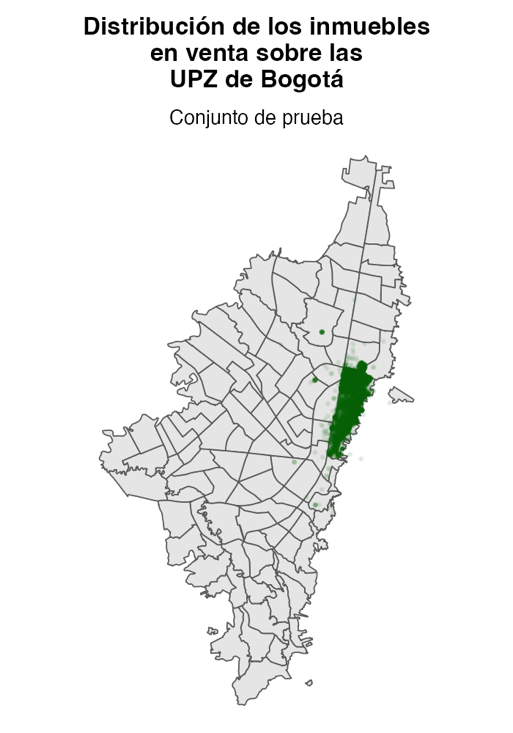 Distribución de los inmuebles
en venta sobre las
UPZ de Bogotá
Conjunto de prueba